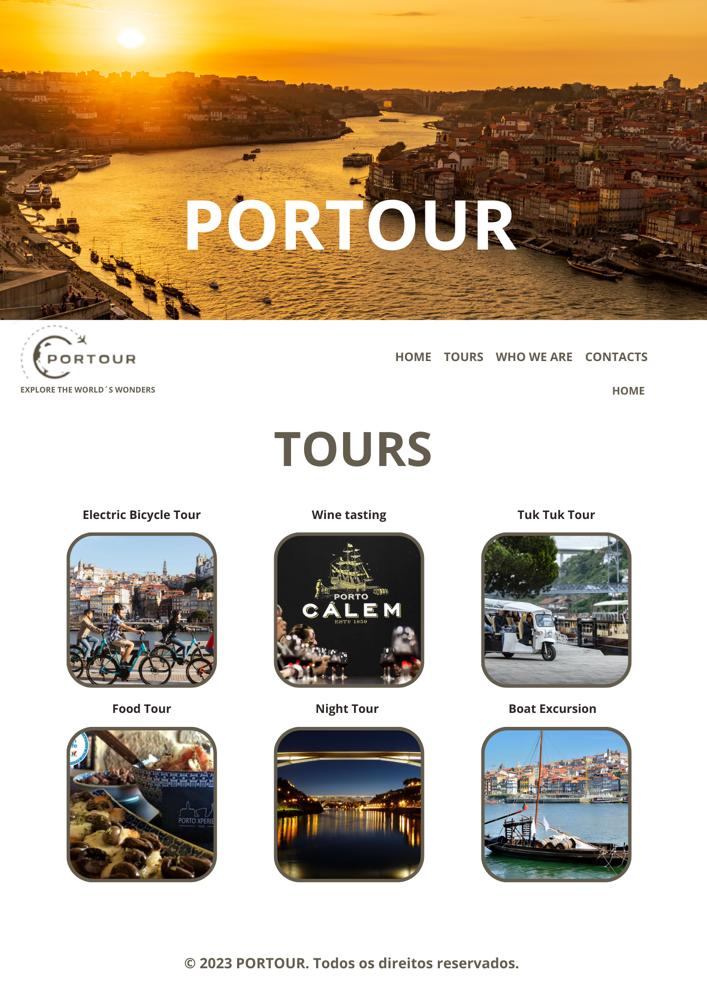 PORTOUR
PORTOUR
EXPLORE THE WORLD´S WONDERS
HOME TOURS WHO WE ARE CONTACTS
HOME
TOURS
Electric Bicycle Tour
Wine tasting
Tuk Tuk Tour
PORTO
CÁLEM
ESTD 1859
Food Tour
Night Tour
Boat Excursion
PORTO XPERIE
© 2023 PORTOUR. Todos os direitos reservados.